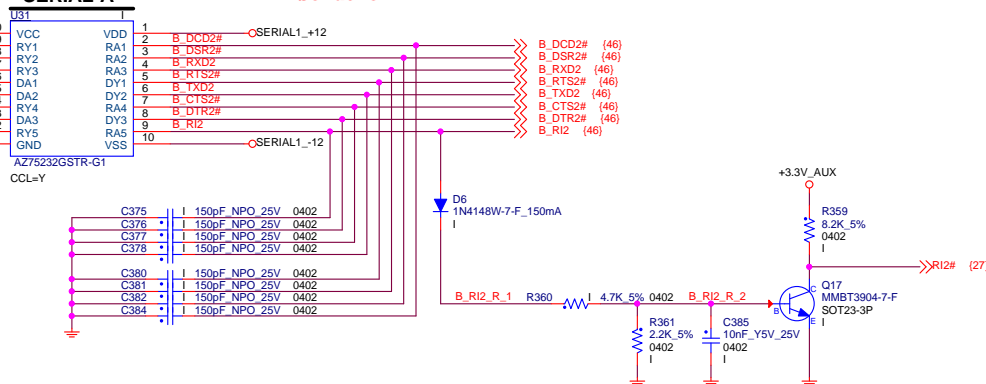 SERIAL A
U31 I
VCC VDD 1 SERIAL1_+12
RY1 RA1 2 B_DCD2# B_DCD2# {46}
RY2 RA2 3 B_DSR2# B_DSR2# {46}
RY3 RA3 4 B_RXD2 B_RXD2 {46}
DA1 DY1 5 B_RTS2# B_RTS2# {46}
DA2 DY2 6 B_TXD2 B_TXD2 {46}
RY4 RA4 7 B_CTS2# B_CTS2# {46}
DA3 DY3 8 B_DTR2# B_DTR2# {46}
RY5 RA5 9 B_RI2 B_RI2 {46}
GND VSS 10 SERIAL1_-12
AZ75232GSTR-G1
CCL=Y
D6
1N4148W-7-F_150mA
I
+3.3V_AUX
R359
8.2K_5%
0402
I
C375 I 150pF_NPO_25V 0402
C376 I 150pF_NPO_25V 0402
C377 I 150pF_NPO_25V 0402
C378 I 150pF_NPO_25V 0402
C380 I 150pF_NPO_25V 0402
C381 I 150pF_NPO_25V 0402
C382 I 150pF_NPO_25V 0402
C384 I 150pF_NPO_25V 0402
RI2# {27}
B_RI2_R_1 R360 I 4.7K_5% 0402 B_RI2_R_2
B C E
Q17
MMBT3904-7-F
SOT23-3P
I
R361
2.2K_5%
0402
I
C385
10nF_Y5V_25V
0402
I